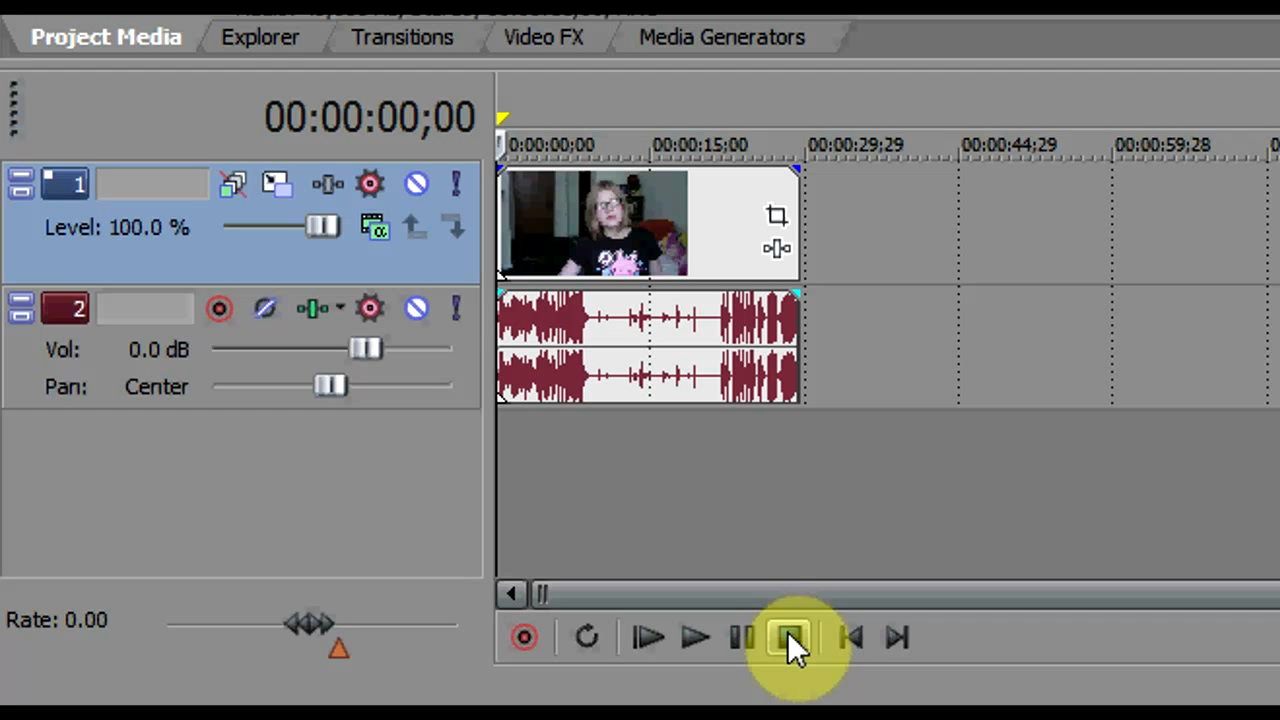 Project Media Explorer Transitions Video FX Media Generators
00:00:00;00
0:00:00;00 00:00:15;00 00:00:29;29 00:00:44;29 00:00:59;28
1
Level: 100.0 %
2
Vol: 0.0 dB
Pan: Center
Rate: 0.00